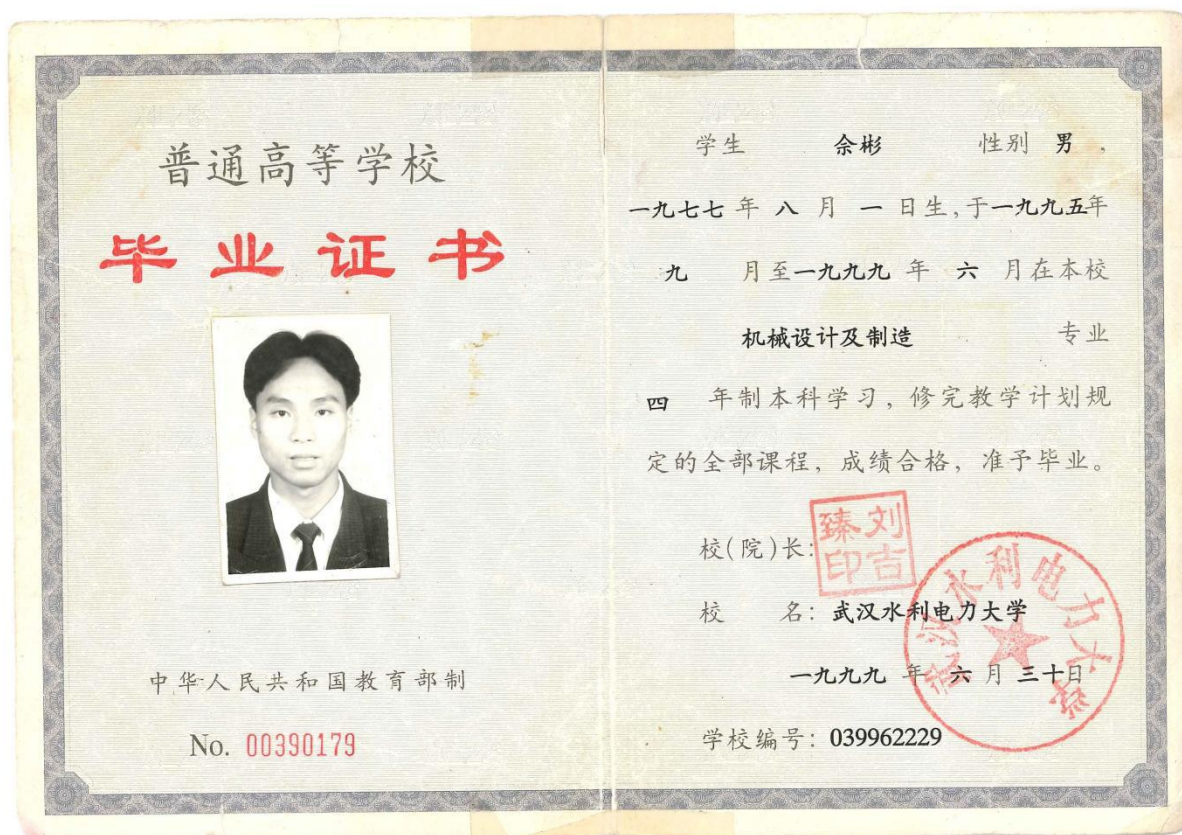 普通高等学校
毕业证书
中华人民共和国教育部制
No. 00390179
学生 余彬 性别 男 ,
一九七七 年 八 月 一 日生,于一九九五年
九 月至一九九九 年 六 月在本校
机械设计及制造 专业
四 年制本科学习, 修完教学计划规
定的全部课程, 成绩合格, 准予毕业。
校(院)长:
刘吉臻印
校 名: 武汉水利电力大学
武汉水利电力大学
一九九九 年 六 月 三十日
学校编号: 039962229